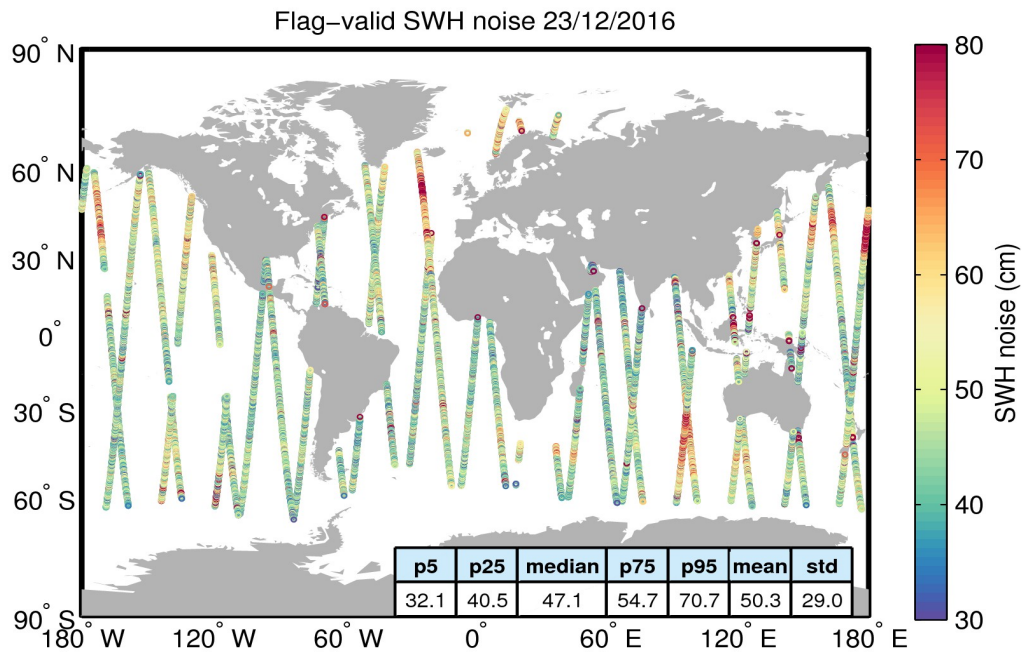 Flag−valid SWH noise 23/12/2016
90° N
60° N
30° N
0°
30° S
60° S
90° S
180° W
120° W
60° W
0°
60° E
120° E
180° E
80
70
60
50
40
30
SWH noise (cm)
p5 p25 median p75 p95 mean std
32.1 40.5 47.1 54.7 70.7 50.3 29.0